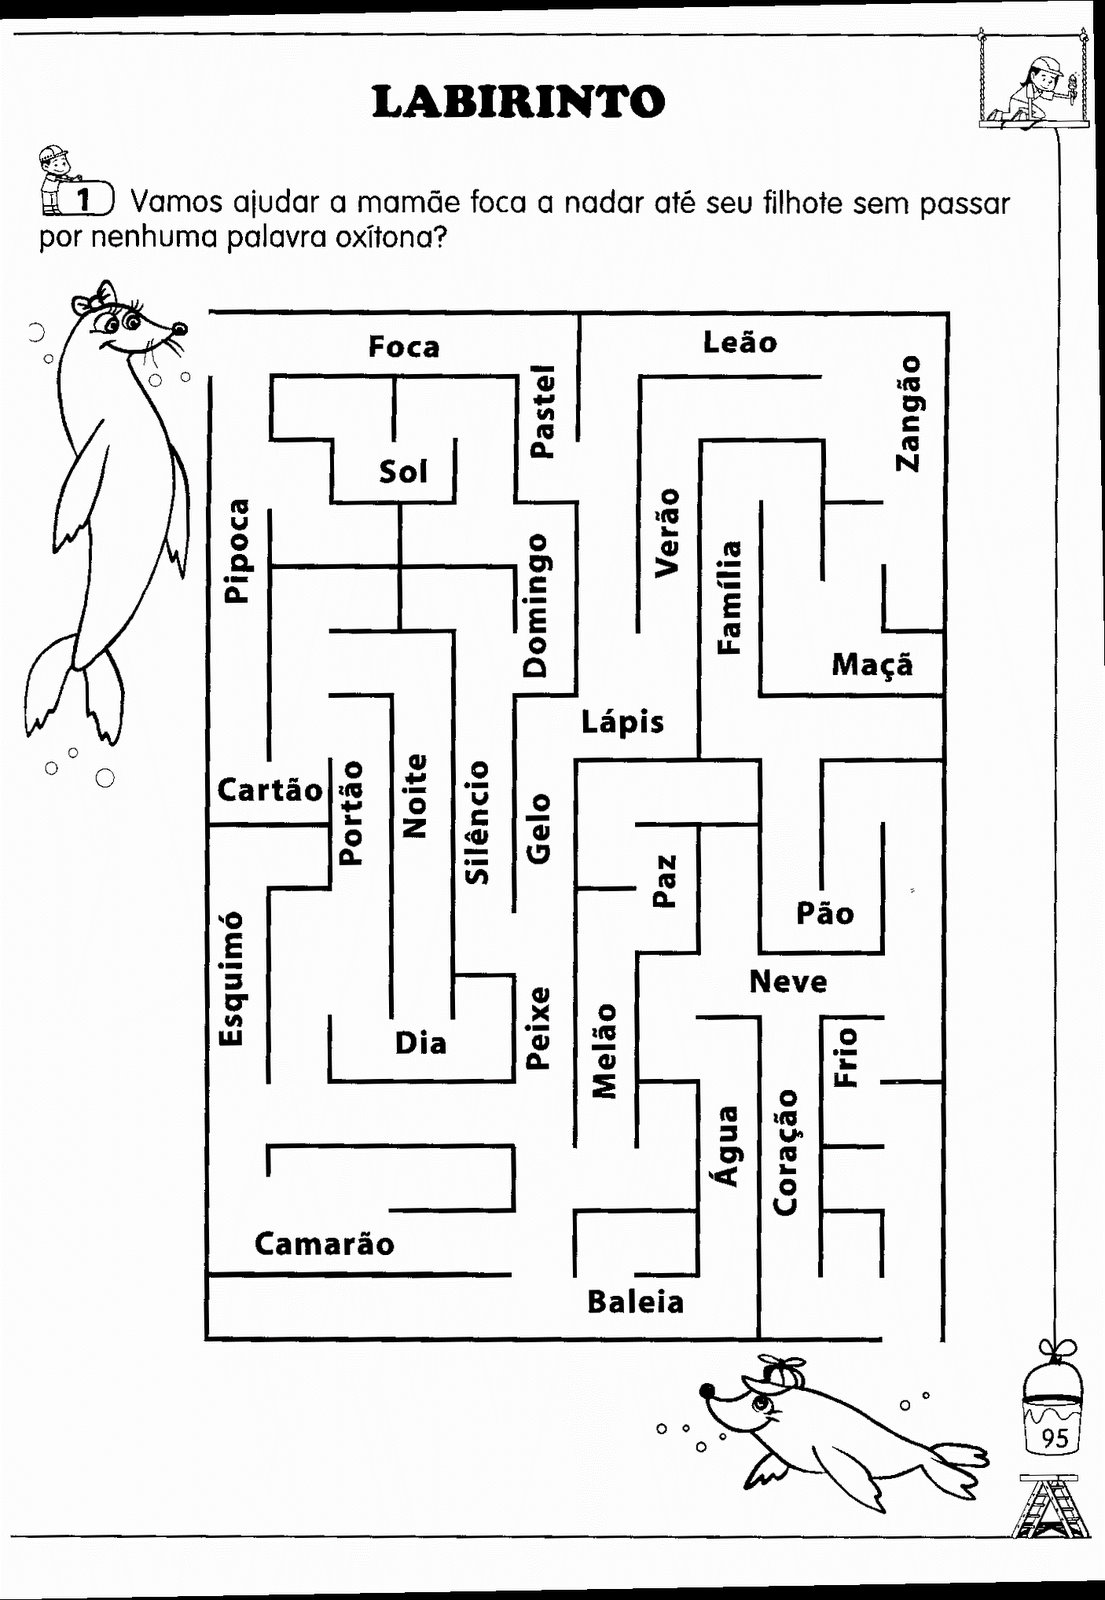 LABIRINTO
1 Vamos ajudar a mamãe foca a nadar até seu filhote sem passar
por nenhuma palavra oxítona?
Foca
Leão
Pastel
Zangão
Sol
Pipoca
Verão
Domingo
Família
Maçã
Lápis
Cartão
Portão
Noite
Silêncio
Gelo
Paz
Pão
Esquimó
Neve
Peixe
Melão
Dia
Frio
Água
Coração
Camarão
Baleia
95